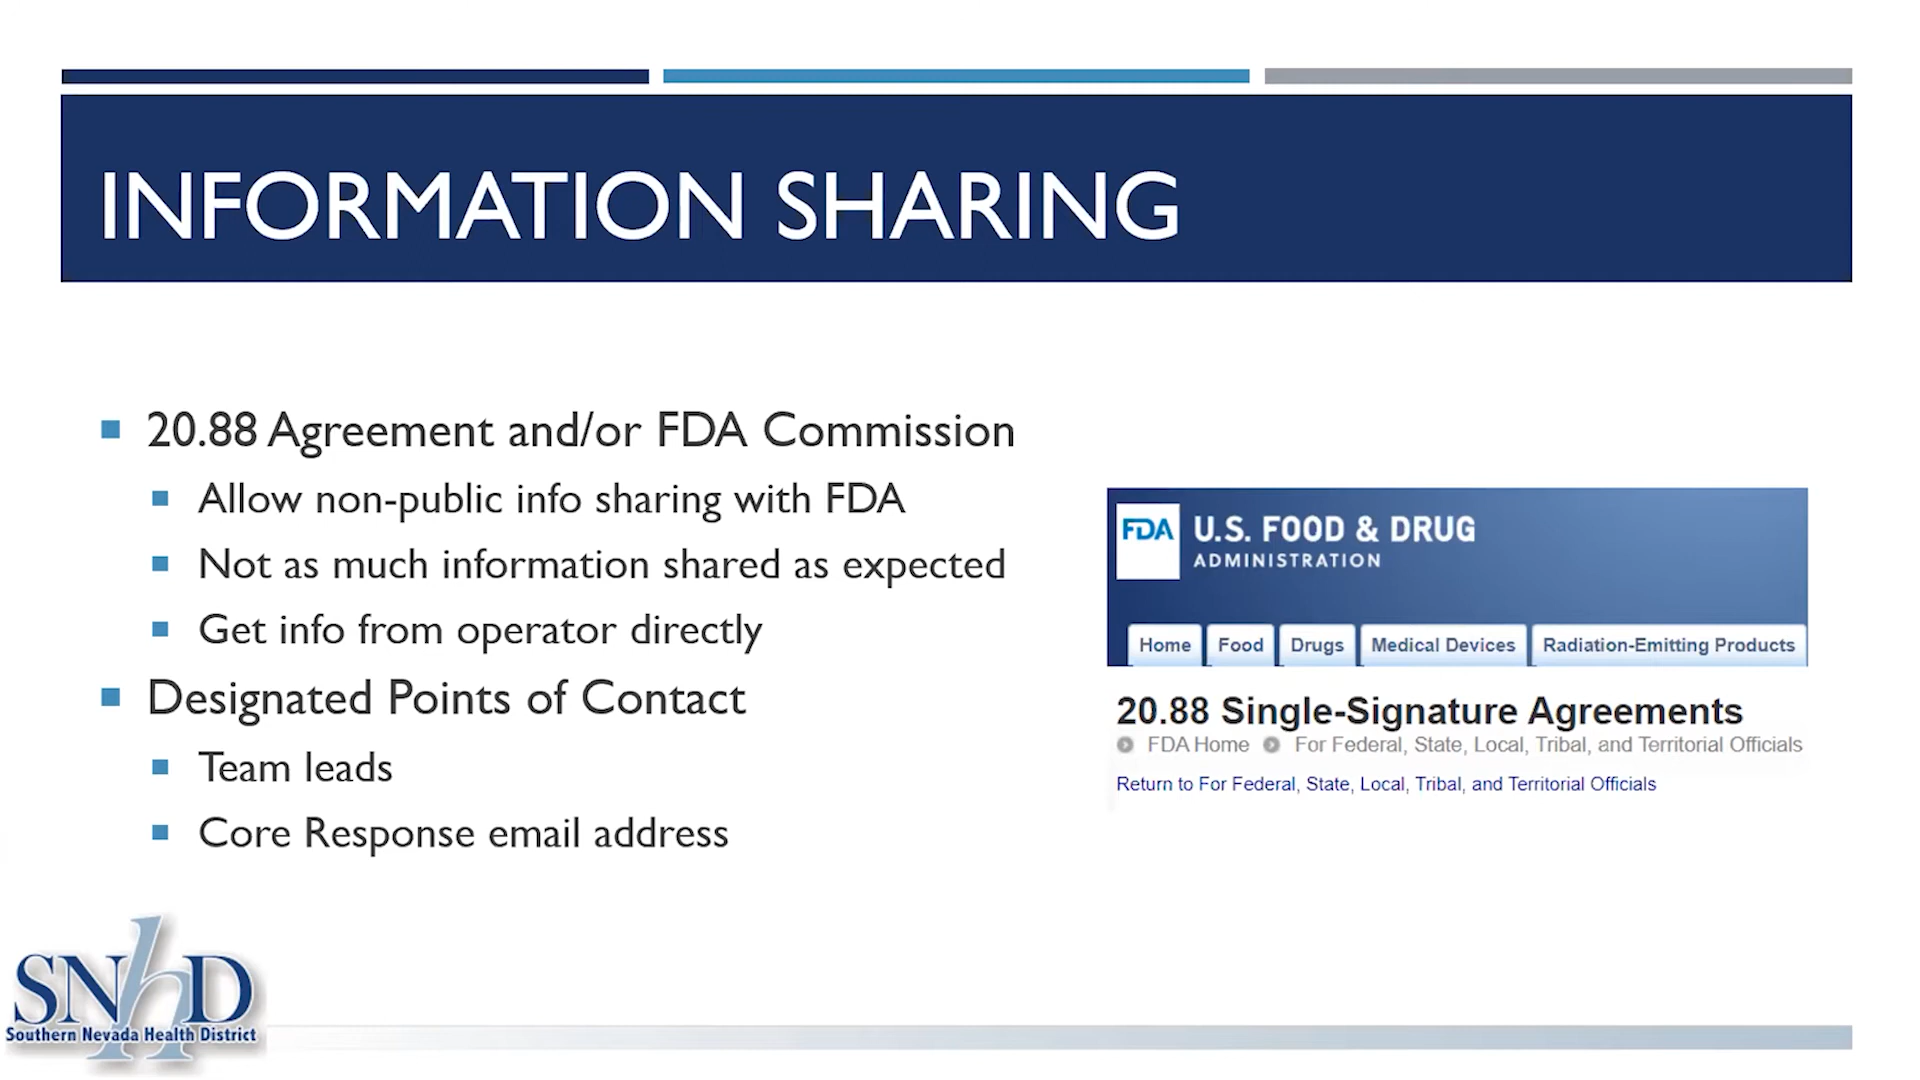 INFORMATION SHARING
20.88 Agreement and/or FDA Commission
Allow non-public info sharing with FDA
Not as much information shared as expected
Get info from operator directly
Designated Points of Contact
Team leads
Core Response email address
FDA U.S. FOOD & DRUG
ADMINISTRATION
Home Food Drugs Medical Devices Radiation-Emitting Products
20.88 Single-Signature Agreements
FDA Home For Federal, State, Local, Tribal, and Territorial Officials
Return to For Federal, State, Local, Tribal, and Territorial Officials
SNhD
Southern Nevada Health District